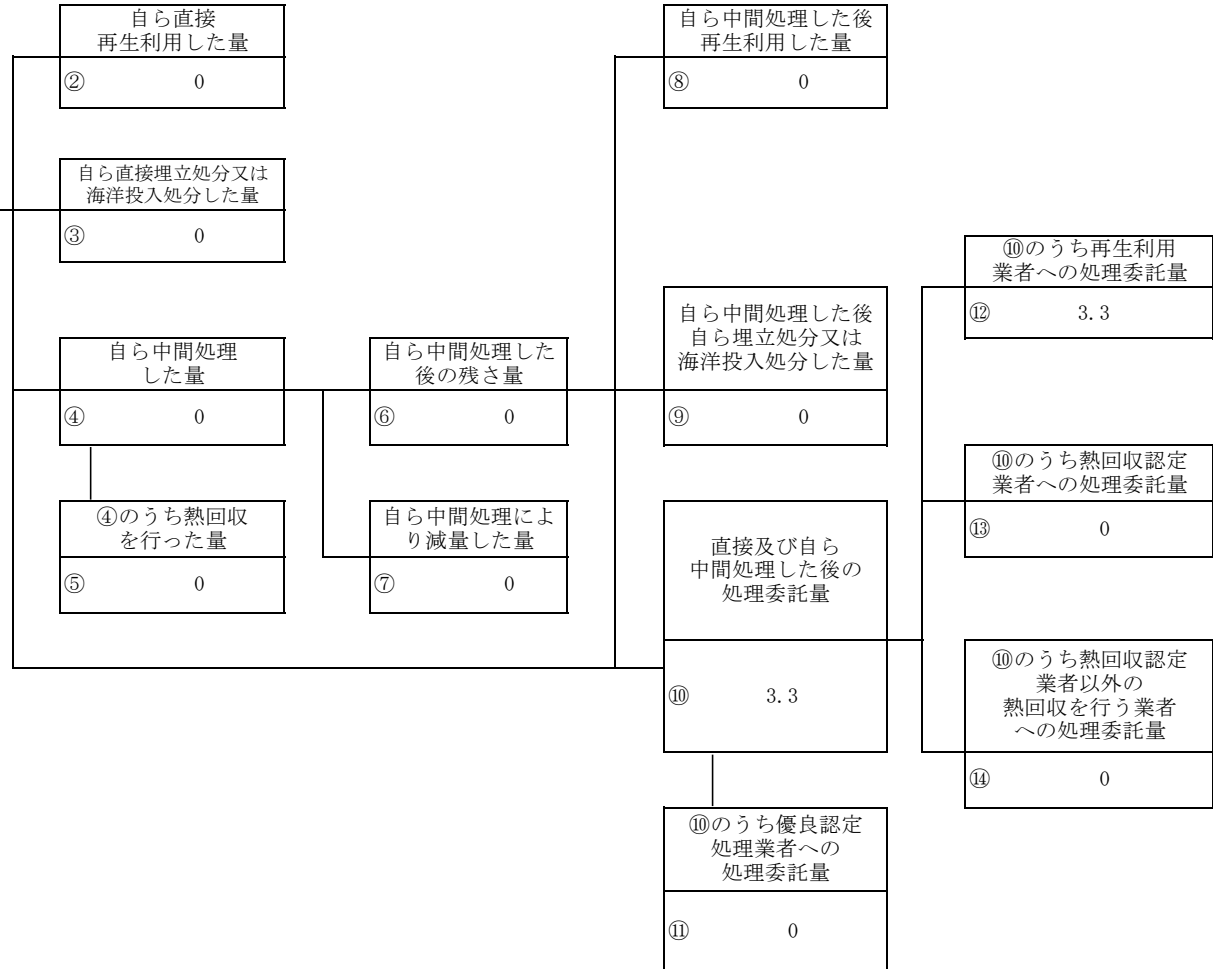 自ら直接
再生利用した量
② 0
自ら直接埋立処分又は
海洋投入処分した量
③ 0
自ら中間処理
した量
④ 0
④のうち熱回収
を行った量
⑤ 0
自ら中間処理した
後の残さ量
⑥ 0
自ら中間処理によ
り減量した量
⑦ 0
自ら中間処理した後
再生利用した量
⑧ 0
自ら中間処理した後
自ら埋立処分又は
海洋投入処分した量
⑨ 0
直接及び自ら
中間処理した後の
処理委託量
⑩ 3.3
⑩のうち優良認定
処理業者への
処理委託量
⑪ 0
⑩のうち再生利用
業者への処理委託量
⑫ 3.3
⑩のうち熱回収認定
業者への処理委託量
⑬ 0
⑩のうち熱回収認定
業者以外の
熱回収を行う業者
への処理委託量
⑭ 0